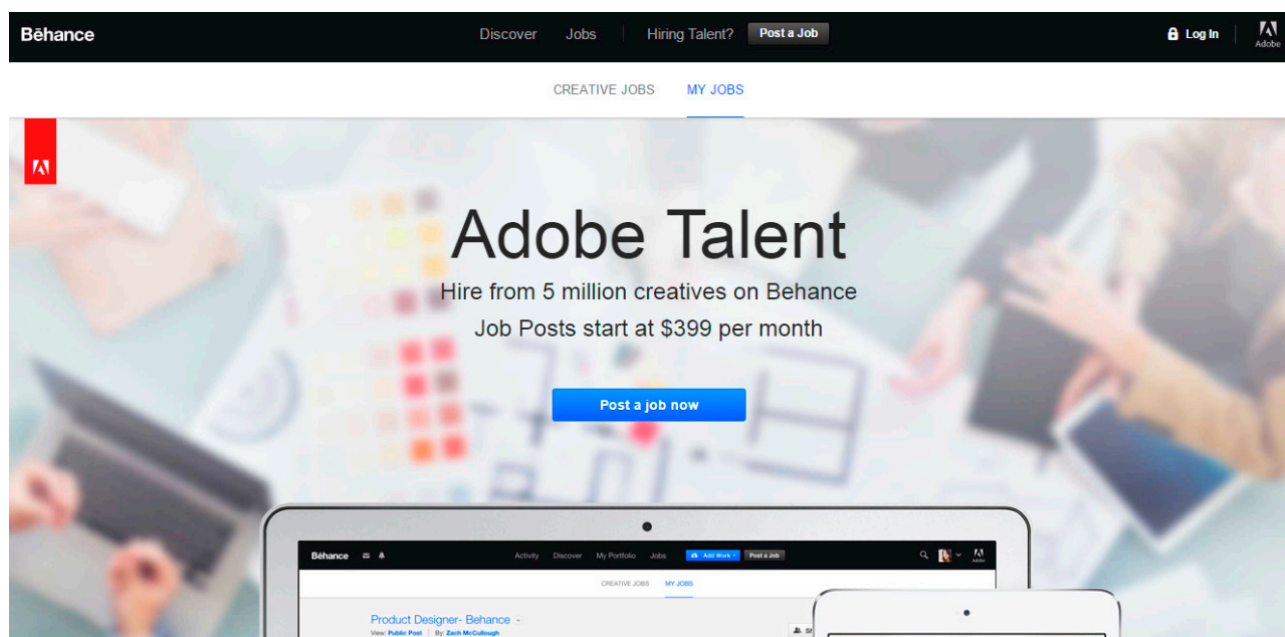 Bēhance Discover Jobs Hiring Talent? Post a Job Log In Adobe
CREATIVE JOBS MY JOBS
Adobe Talent
Hire from 5 million creatives on Behance
Job Posts start at $399 per month
Post a job now
Bēhance Activity Discover My Portfolio Jobs Add Work Post a Job Adobe
CREATIVE JOBS MY JOBS
Product Designer- Behance
View: Public Post | By: Zach McCullough